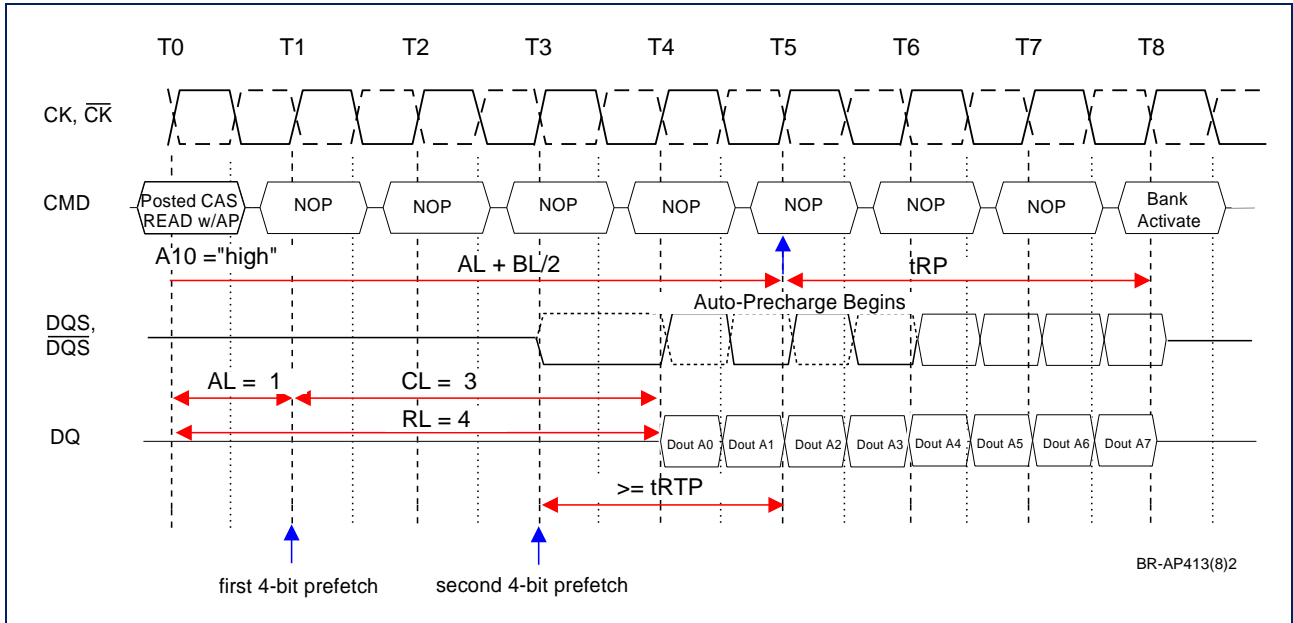 T0 T1 T2 T3 T4 T5 T6 T7 T8
CK, CK
CMD
Posted CAS
READ w/AP
NOP NOP NOP NOP NOP NOP NOP
Bank
Activate
A10 ="high"
AL + BL/2
tRP
Auto-Precharge Begins
DQS,
DQS
AL = 1
CL = 3
RL = 4
DQ
Dout A0 Dout A1 Dout A2 Dout A3 Dout A4 Dout A5 Dout A6 Dout A7
>= tRTP
first 4-bit prefetch
second 4-bit prefetch
BR-AP413(8)2